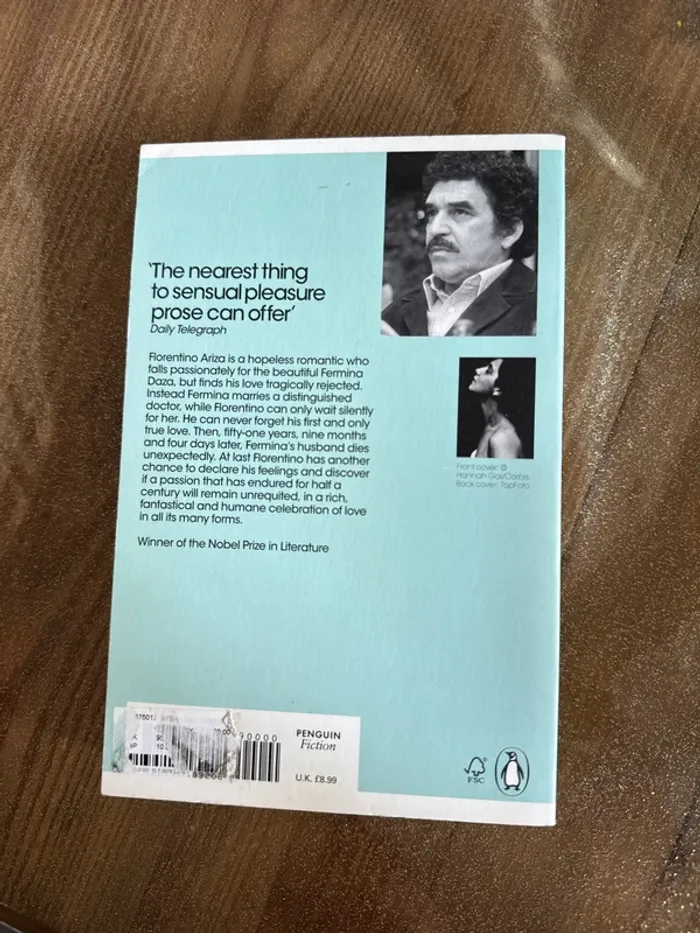 'The nearest thing
to sensual pleasure
prose can offer'
Daily Telegraph
Florentino Ariza is a hopeless romantic who
falls passionately for the beautiful Fermina
Daza, but finds his love tragically rejected.
Instead Fermina marries a distinguished
doctor, while Florentino can only wait silently
for her. He can never forget his first and only
true love. Then, fifty-one years, nine months
and four days later, Fermina's husband dies
unexpectedly. At last Florentino has another
chance to declare his feelings and discover
if a passion that has endured for half a
century will remain unrequited, in a rich,
fantastical and humane celebration of love
in all its many forms.
Winner of the Nobel Prize in Literature
Front cover: ©
Hannah Gal/Corbis
Back cover: TopFoto
90000
PENGUIN
Fiction
U.K. £8.99
FSC